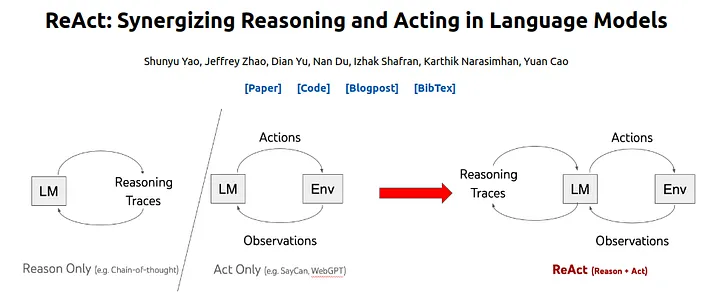 ReAct: Synergizing Reasoning and Acting in Language Models
Shunyu Yao, Jeffrey Zhao, Dian Yu, Nan Du, Izhak Shafran, Karthik Narasimhan, Yuan Cao
[Paper] [Code] [Blogpost] [BibTex]
LM
Reasoning
Traces
Reason Only (e.g. Chain-of-thought)
Actions
LM
Env
Observations
Act Only (e.g. SayCan, WebGPT)
Reasoning
Traces
Actions
LM
Env
Observations
ReAct (Reason + Act)